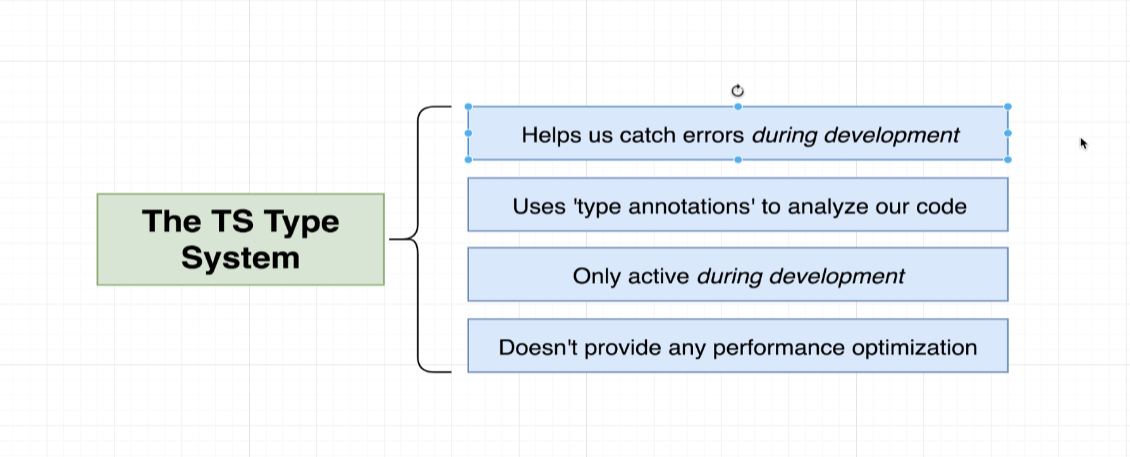 The TS Type
System
Helps us catch errors during development
Uses 'type annotations' to analyze our code
Only active during development
Doesn't provide any performance optimization